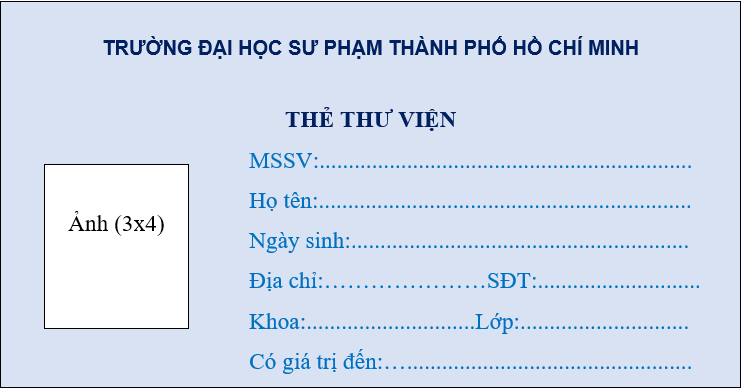 TRƯỜNG ĐẠI HỌC SƯ PHẠM THÀNH PHỐ HỒ CHÍ MINH
THẺ THƯ VIỆN
MSSV:................................................................
Ảnh (3x4)
Họ tên:................................................................
Ngày sinh:..........................................................
Địa chỉ:…………………SĐT:............................
Khoa:.............................Lớp:.............................
Có giá trị đến:….................................................